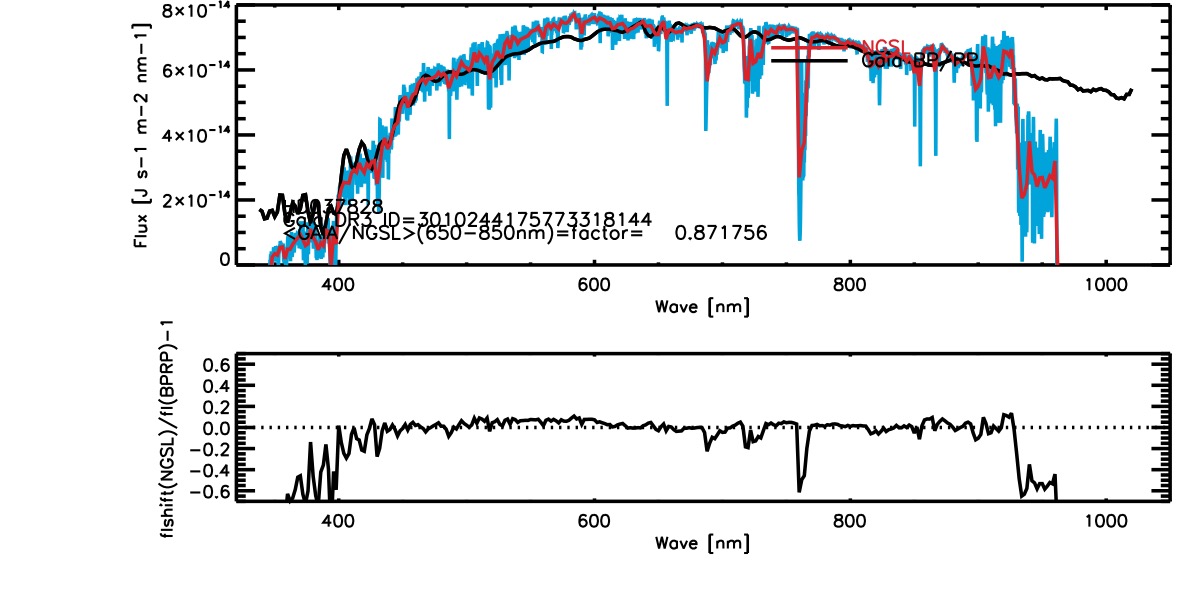 8×10⁻¹⁴
6×10⁻¹⁴
4×10⁻¹⁴
2×10⁻¹⁴
0
Flux [J s−1 m−2 nm−1]
NGSL
Gaia BP/RP
37828
Gaia DR3 ID=3010244175773318144
<GAIA/NGSL>(650−850nm)=factor= 0.871756
400 600 800 1000
Wave [nm]
0.6
0.4
0.2
0.0
−0.2
−0.4
−0.6
flshift(NGSL)/fl(BPRP)−1
400 600 800 1000
Wave [nm]